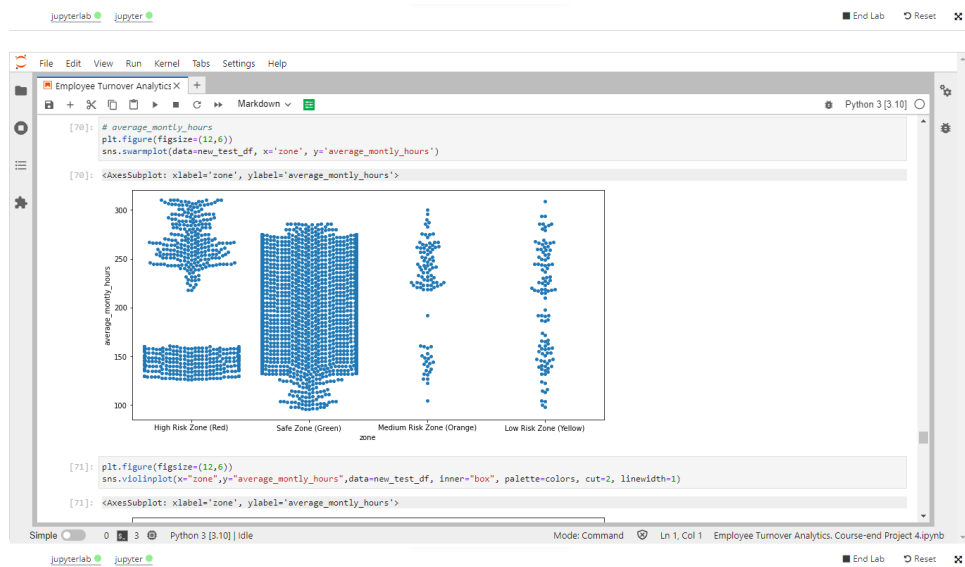 jupyterlab jupyter End Lab Reset
File Edit View Run Kernel Tabs Settings Help
Employee Turnover Analytics
Markdown Python 3 [3.10]
[70]: # average_montly_hours
plt.figure(figsize=(12,6))
sns.swarmplot(data=new_test_df, x='zone', y='average_montly_hours')
[70]: <AxesSubplot: xlabel='zone', ylabel='average_montly_hours'>
300
250
200
150
100
average_montly_hours
High Risk Zone (Red) Safe Zone (Green) Medium Risk Zone (Orange) Low Risk Zone (Yellow)
zone
[71]: plt.figure(figsize=(12,6))
sns.violinplot(x="zone",y="average_montly_hours",data=new_test_df, inner="box", palette=colors, cut=2, linewidth=1)
[71]: <AxesSubplot: xlabel='zone', ylabel='average_montly_hours'>
Simple 0 3 Python 3 [3.10] | Idle Mode: Command Ln 1, Col 1 Employee Turnover Analytics. Course-end Project 4.ipynb
jupyterlab jupyter End Lab Reset